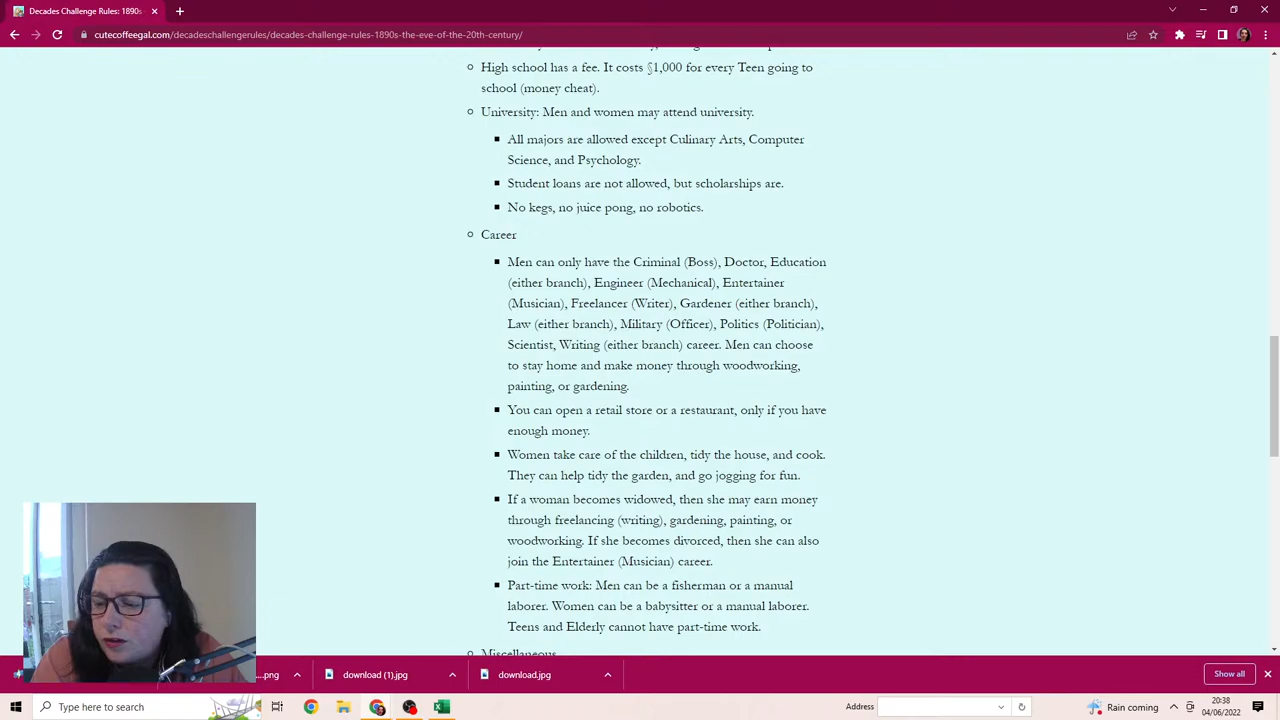 Decades Challenge Rules: 1890s
cutecoffeegal.com/decadeschallengerules/decades-challenge-rules-1890s-the-eve-of-the-20th-century/
High school has a fee. It costs §1,000 for every Teen going to
school (money cheat).
University: Men and women may attend university.
All majors are allowed except Culinary Arts, Computer
Science, and Psychology.
Student loans are not allowed, but scholarships are.
No kegs, no juice pong, no robotics.
Career
Men can only have the Criminal (Boss), Doctor, Education
(either branch), Engineer (Mechanical), Entertainer
(Musician), Freelancer (Writer), Gardener (either branch),
Law (either branch), Military (Officer), Politics (Politician),
Scientist, Writing (either branch) career. Men can choose
to stay home and make money through woodworking,
painting, or gardening.
You can open a retail store or a restaurant, only if you have
enough money.
Women take care of the children, tidy the house, and cook.
They can help tidy the garden, and go jogging for fun.
If a woman becomes widowed, then she may earn money
through freelancing (writing), gardening, painting, or
woodworking. If she becomes divorced, then she can also
join the Entertainer (Musician) career.
Part-time work: Men can be a fisherman or a manual
laborer. Women can be a babysitter or a manual laborer.
Teens and Elderly cannot have part-time work.
Miscellaneous
....png
download (1).jpg
download.jpg
Show all
Type here to search
Address
Rain coming
20:38
04/06/2022